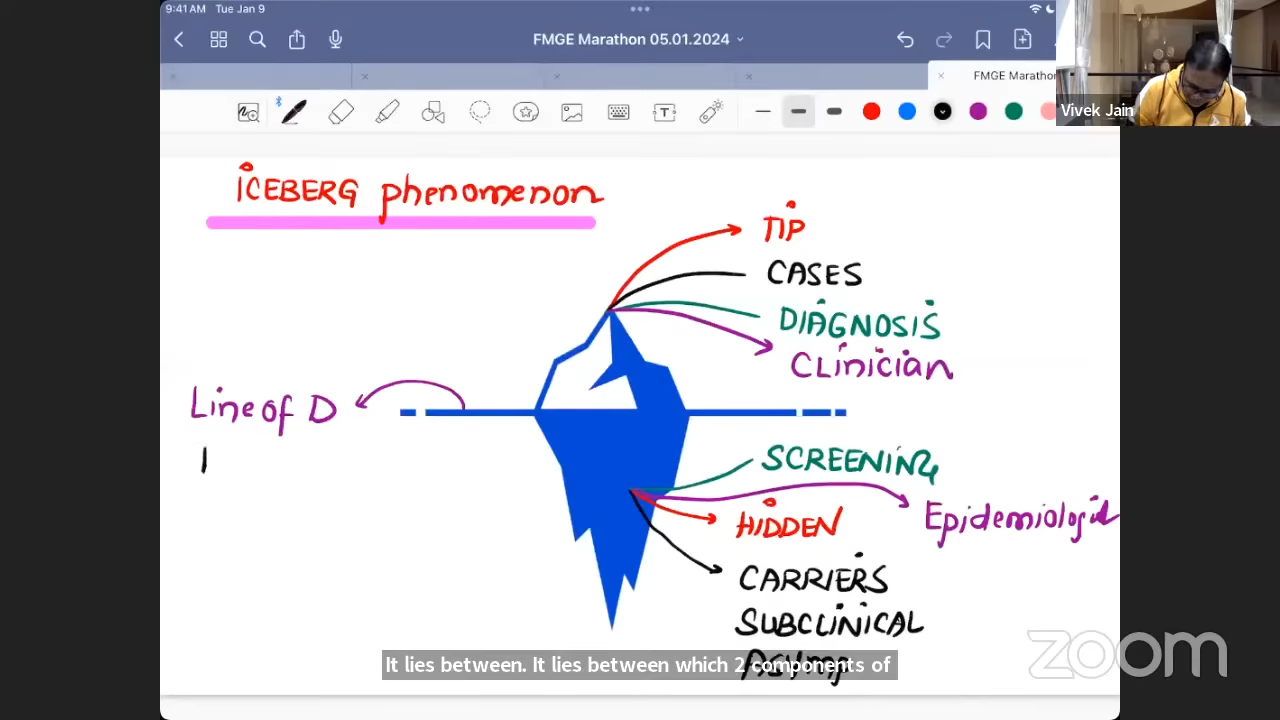 9:41 AM Tue Jan 9
FMGE Marathon 05.01.2024
FMGE Marathon
Vivek Jain
ICEBERG phenomenon
TIP
CASES
DIAGNOSIS
Clinician
Line of D
SCREENING
Epidemiologist
HIDDEN
CARRIERS
SUBCLINICAL
It lies between. It lies between which 2 components of
zoom